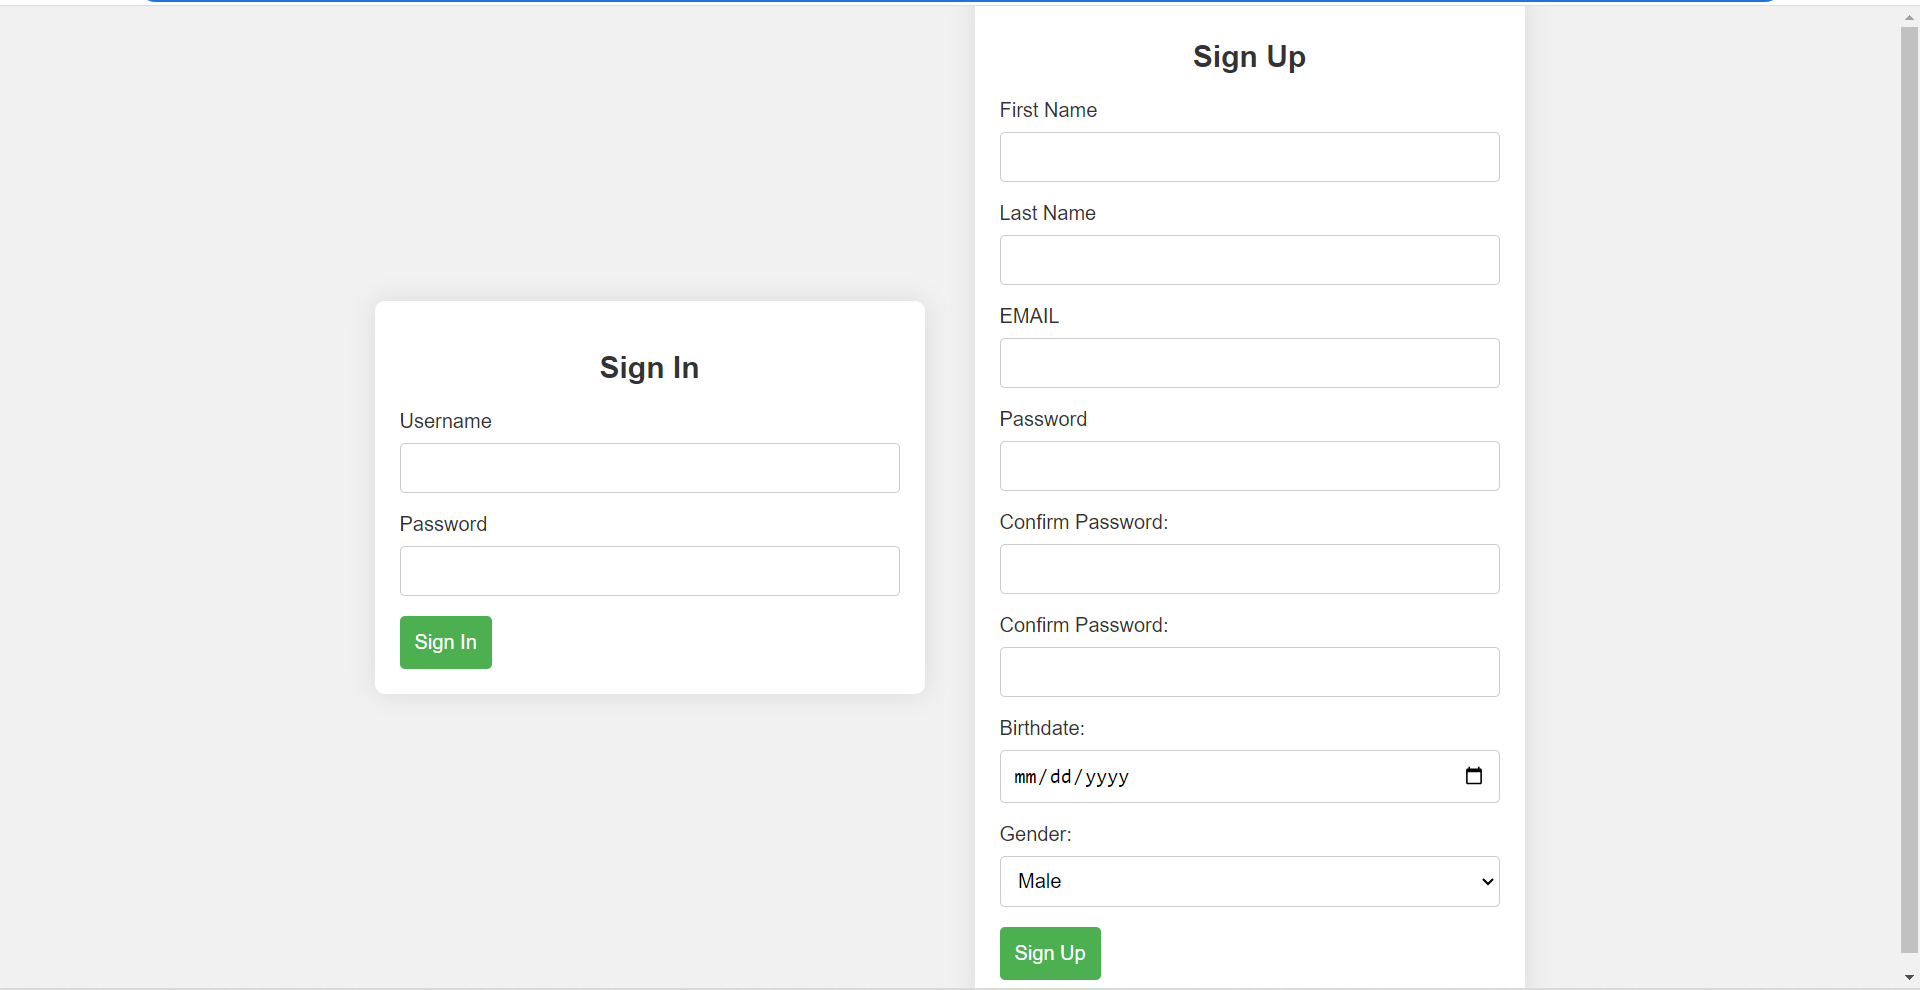 Sign In
Username
Password
Sign In
Sign Up
First Name
Last Name
EMAIL
Password
Confirm Password:
Confirm Password:
Birthdate:
mm/dd/yyyy
Gender:
Male
Sign Up